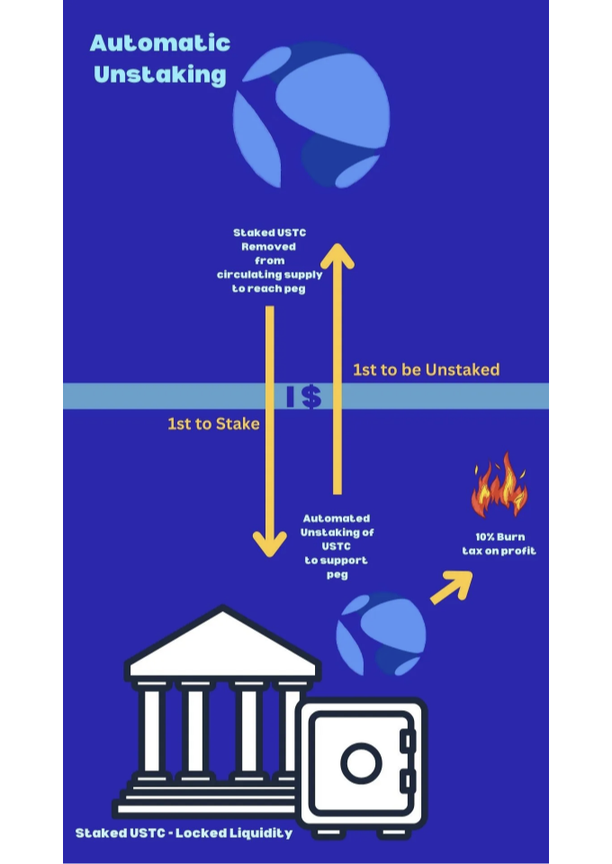 Automatic
Unstaking
Staked USTC
Removed
from
circulating supply
to reach peg
1st to be Unstaked
1 $
1st to Stake
Automated
Unstaking of
USTC
to support
peg
10% Burn
tax on profit
Staked USTC - Locked Liquidity